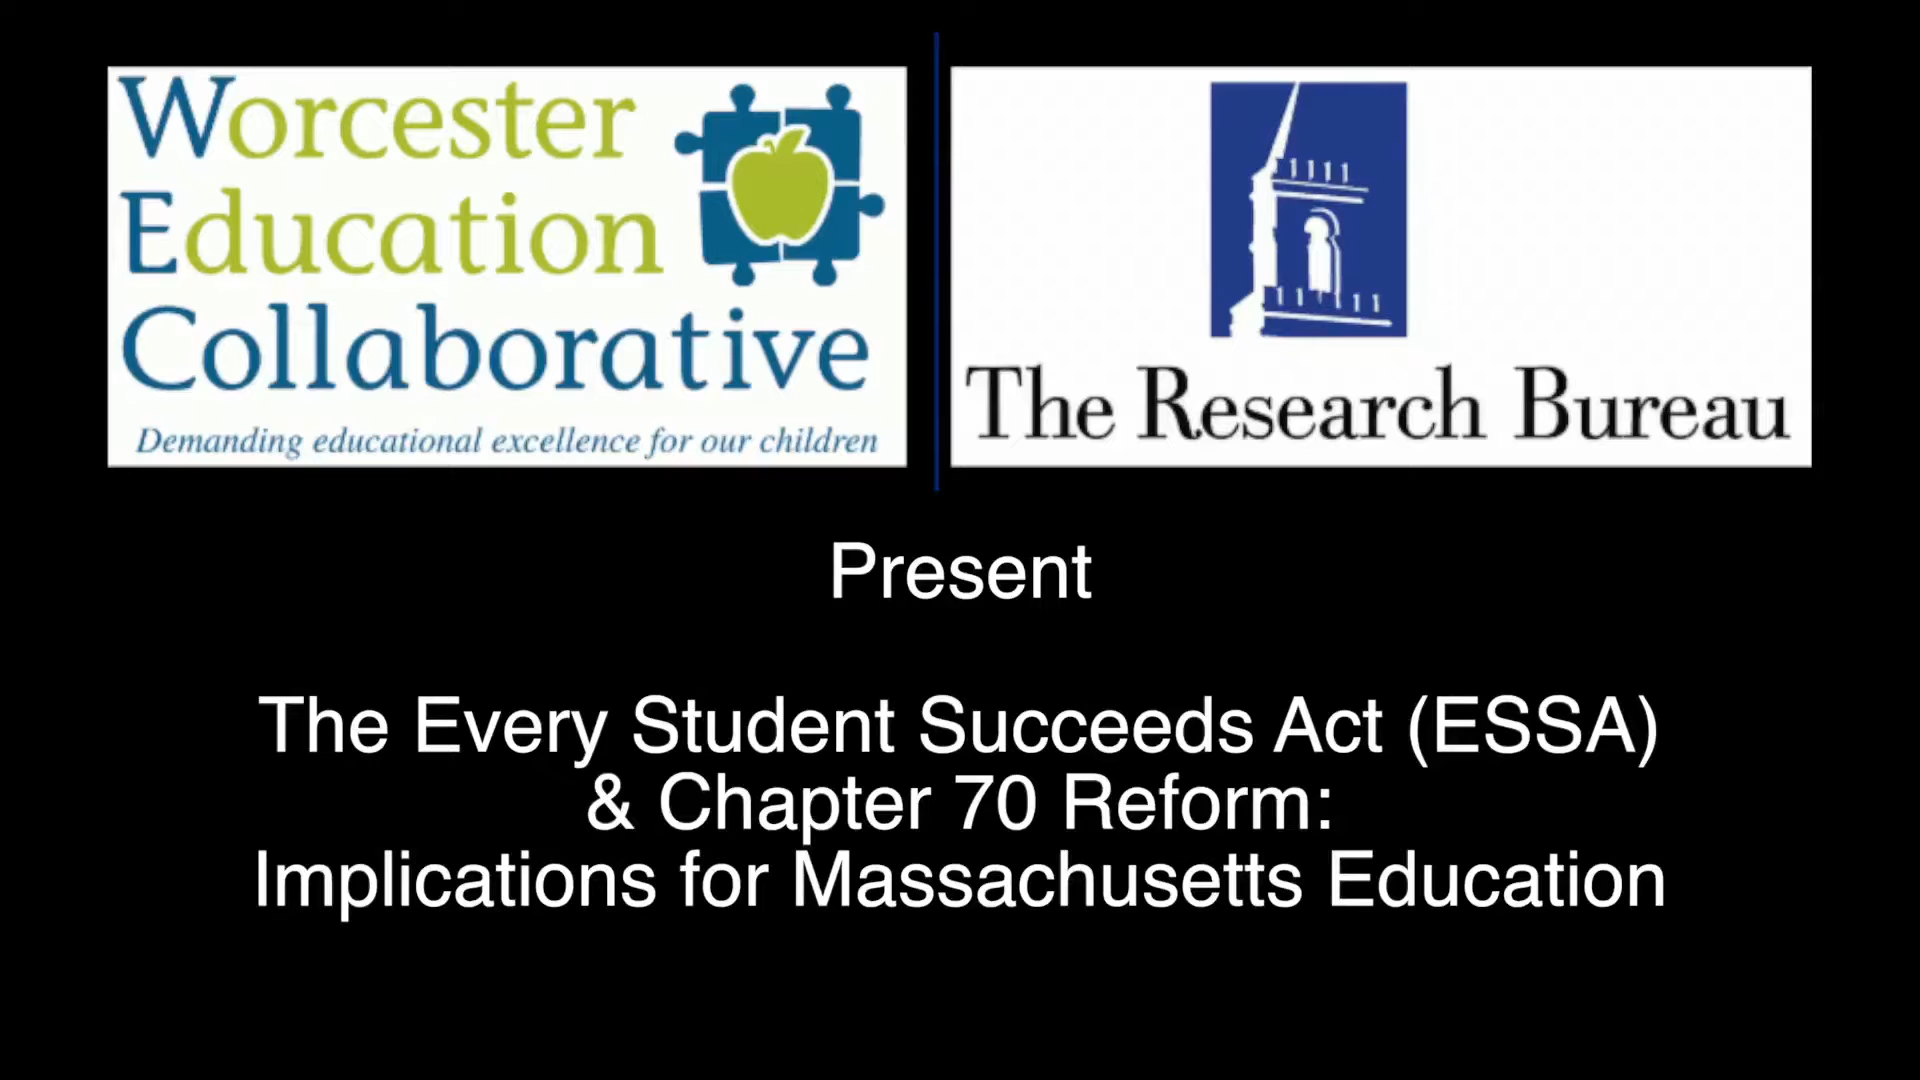 Worcester
Education
Collaborative
Demanding educational excellence for our children
The Research Bureau
Present
The Every Student Succeeds Act (ESSA)
& Chapter 70 Reform:
Implications for Massachusetts Education